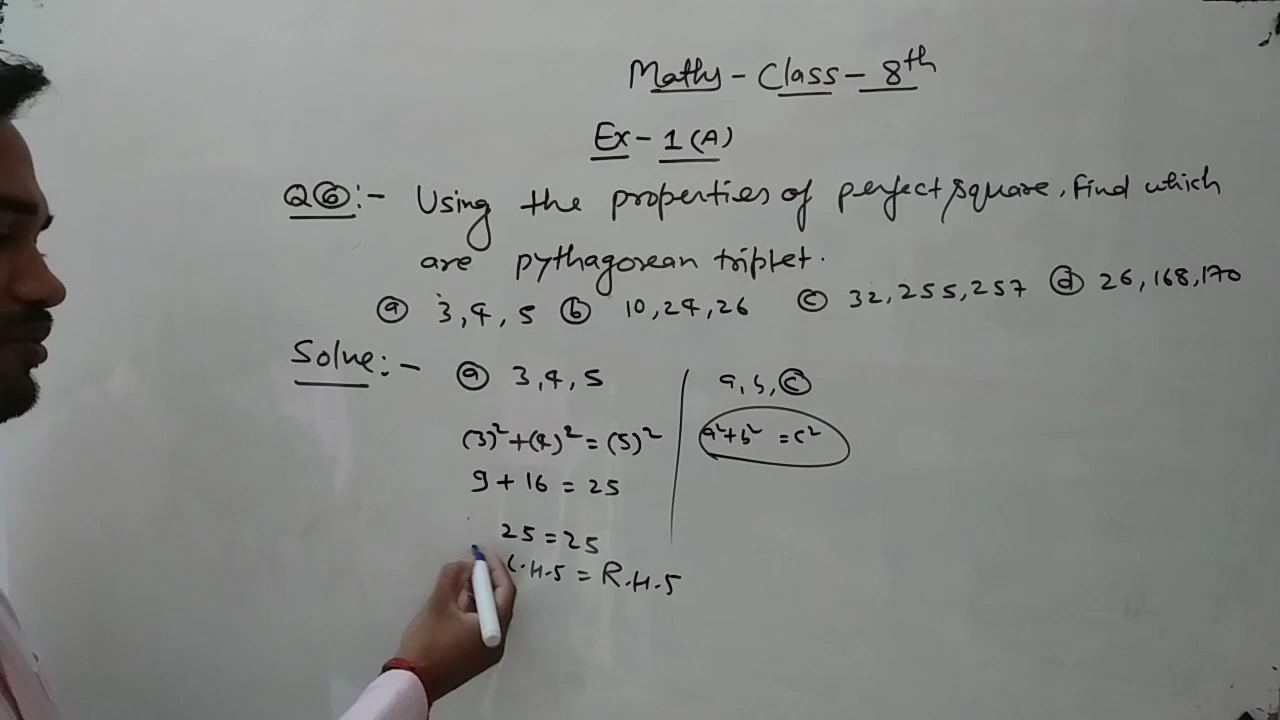 Maths - Class - 8th
Ex - 1 (A)
Q⑥:- Using the properties of perfect square, Find which
are pythagorean triplet.
ⓐ 3, 4, 5 ⓑ 10, 24, 26 ⓒ 32, 255, 257 ⓓ 26, 168, 170
Solve:- ⓐ 3, 4, 5
(3)² + (4)² = (5)²
9 + 16 = 25
25 = 25
L.H.S = R.H.S
a, b, ⓒ
a² + b² = c²